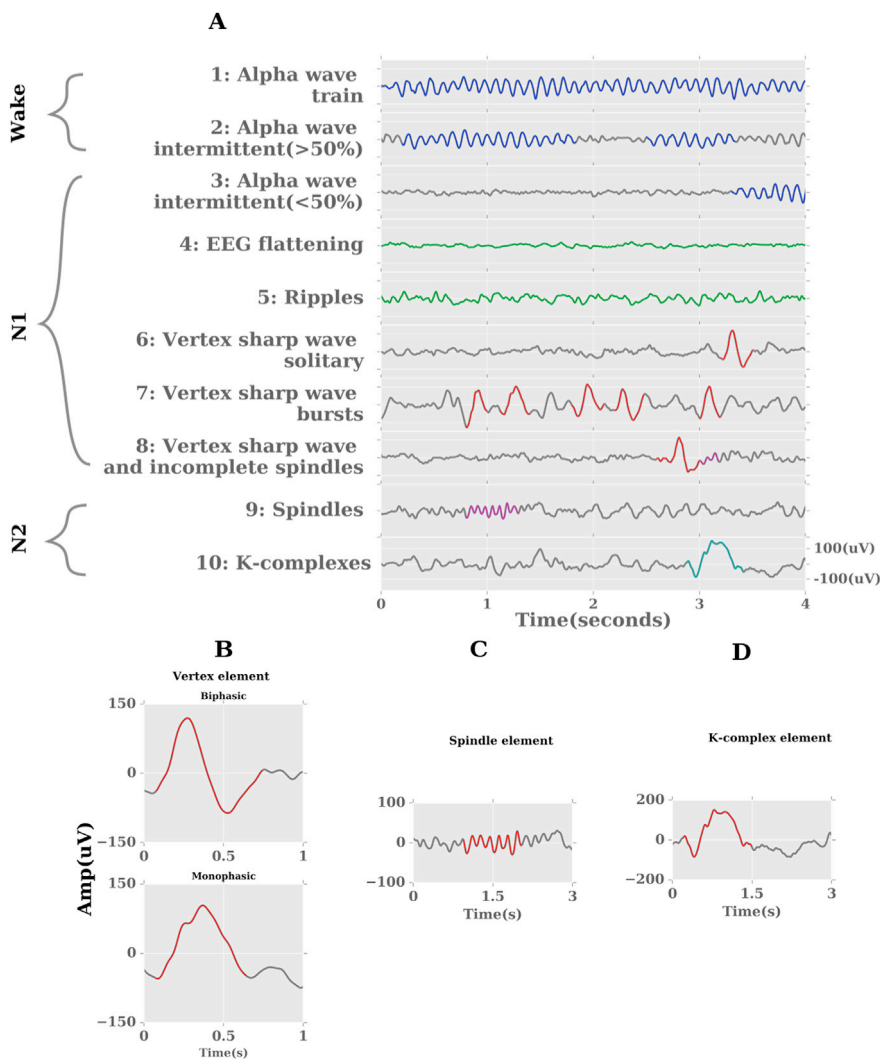 A
Wake
1: Alpha wave
train
2: Alpha wave
intermittent(>50%)
N1
3: Alpha wave
intermittent(<50%)
4: EEG flattening
5: Ripples
6: Vertex sharp wave
solitary
7: Vertex sharp wave
bursts
8: Vertex sharp wave
and incomplete spindles
N2
9: Spindles
10: K-complexes
100(uV)
-100(uV)
0 1 2 3 4
Time(seconds)
B
Vertex element
Biphasic
150
0
−150
0 0.5 1
Monophasic
150
0
−150
0 0.5 1
Time(s)
Amp(uV)
C
Spindle element
100
0
−100
0 1.5 3
Time(s)
D
K-complex element
200
0
−200
0 1.5 3
Time(s)